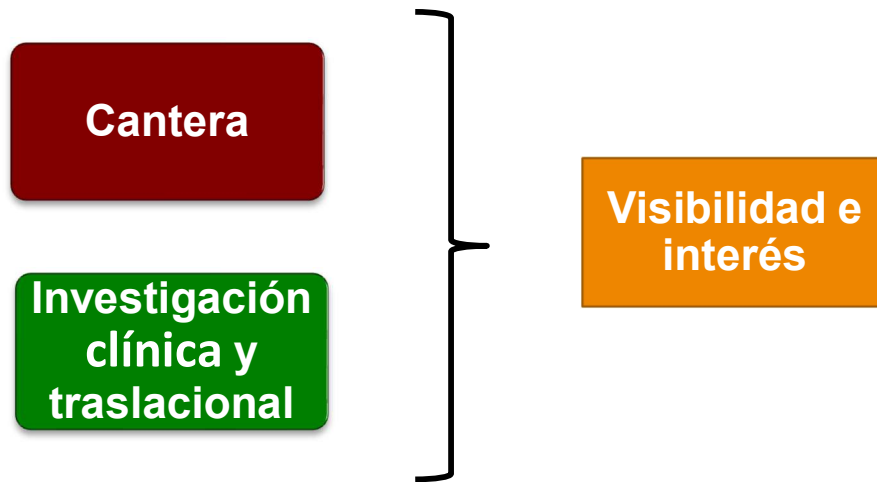 Cantera
Investigación
clínica y
traslacional
Visibilidad e
interés